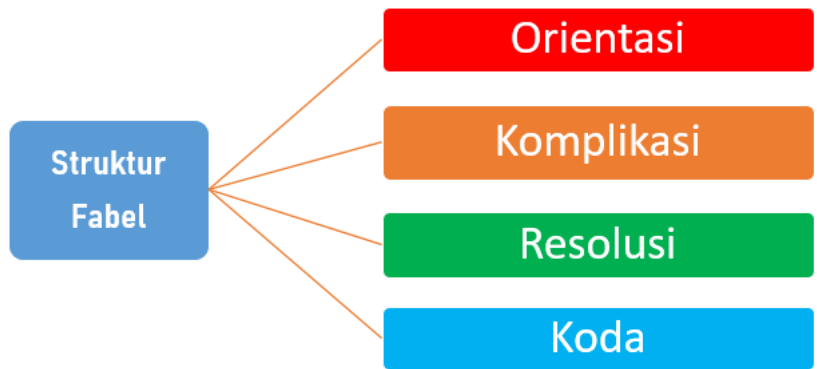 Struktur
Fabel
Orientasi
Komplikasi
Resolusi
Koda